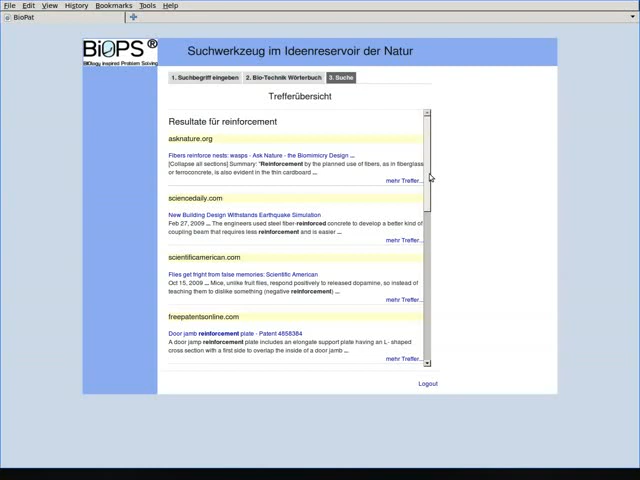 File Edit View History Bookmarks Tools Help
BioPat
BiOPS®
BIOlogy Inspired Problem Solving
Suchwerkzeug im Ideenreservoir der Natur
1. Suchbegriff eingeben 2. Bio-Technik Wörterbuch 3. Suche
Trefferübersicht
Resultate für reinforcement
asknature.org
Fibers reinforce nests: wasps - Ask Nature - the Biomimicry Design ...
[Collapse all sections] Summary: "Reinforcement by the planed use of fibers, as in fiberglass
or ferroconcrete, is also evident in the thin cardboard ...
mehr Treffer...
sciencedaily.com
New Building Design Withstands Earthquake Simulation
Feb 27, 2009 ... The engineers used steel fiber-reinforced concrete to develop a better kind of
coupling beam that requires less reinforcement and is easier ...
mehr Treffer...
scientificamerican.com
Flies get fright from false memories: Scientific American
Oct 15, 2009 ... Mice, unlike fruit flies, respond positively to released dopamine, so instead of
teaching them to dislike something (negative reinforcement) ...
mehr Treffer...
freepatentsonline.com
Door jamb reinforcement plate - Patent 4858384
A door jamb reinforcement plate includes an elongate support plate having an L- shaped
cross section with a first side to overlap the inside of a door jamb ...
mehr Treffer...
Logout